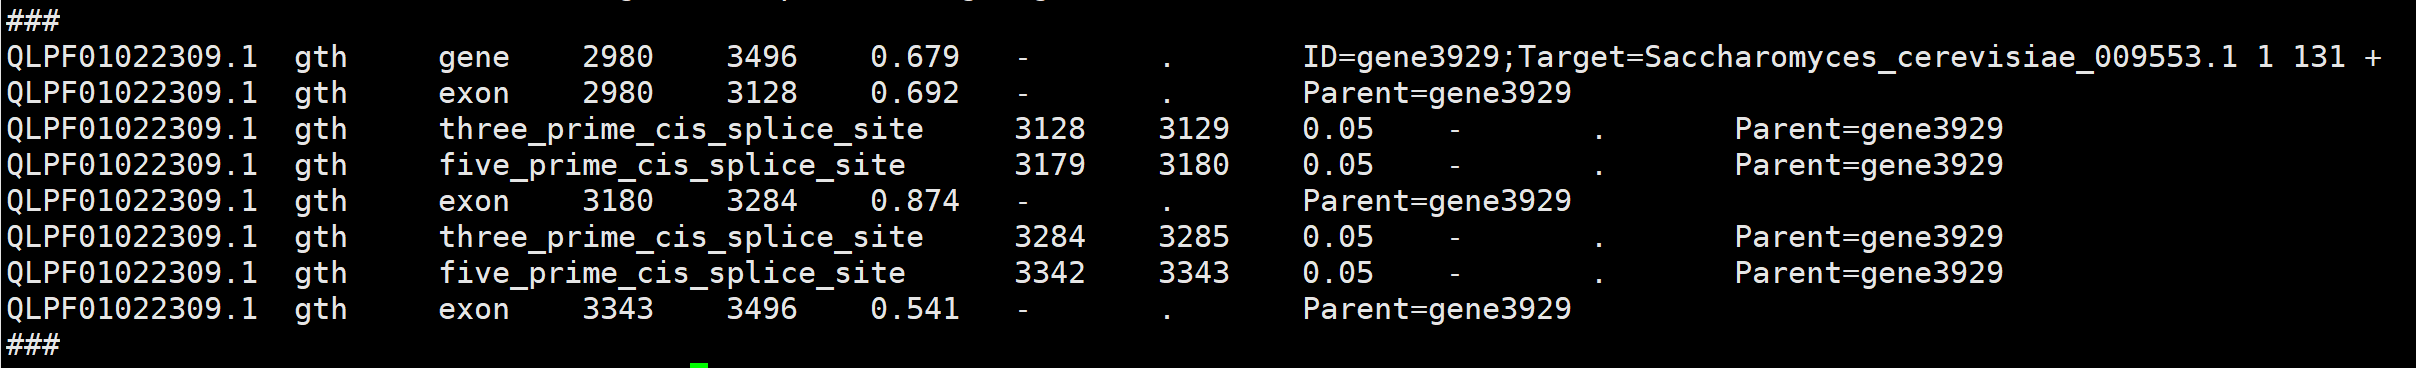 ###
QLPF01022309.1 gth gene 2980 3496 0.679 - . ID=gene3929;Target=Saccharomyces_cerevisiae_009553.1 1 131 +
QLPF01022309.1 gth exon 2980 3128 0.692 - . Parent=gene3929
QLPF01022309.1 gth three_prime_cis_splice_site 3128 3129 0.05 - . Parent=gene3929
QLPF01022309.1 gth five_prime_cis_splice_site 3179 3180 0.05 - . Parent=gene3929
QLPF01022309.1 gth exon 3180 3284 0.874 - . Parent=gene3929
QLPF01022309.1 gth three_prime_cis_splice_site 3284 3285 0.05 - . Parent=gene3929
QLPF01022309.1 gth five_prime_cis_splice_site 3342 3343 0.05 - . Parent=gene3929
QLPF01022309.1 gth exon 3343 3496 0.541 - . Parent=gene3929
###